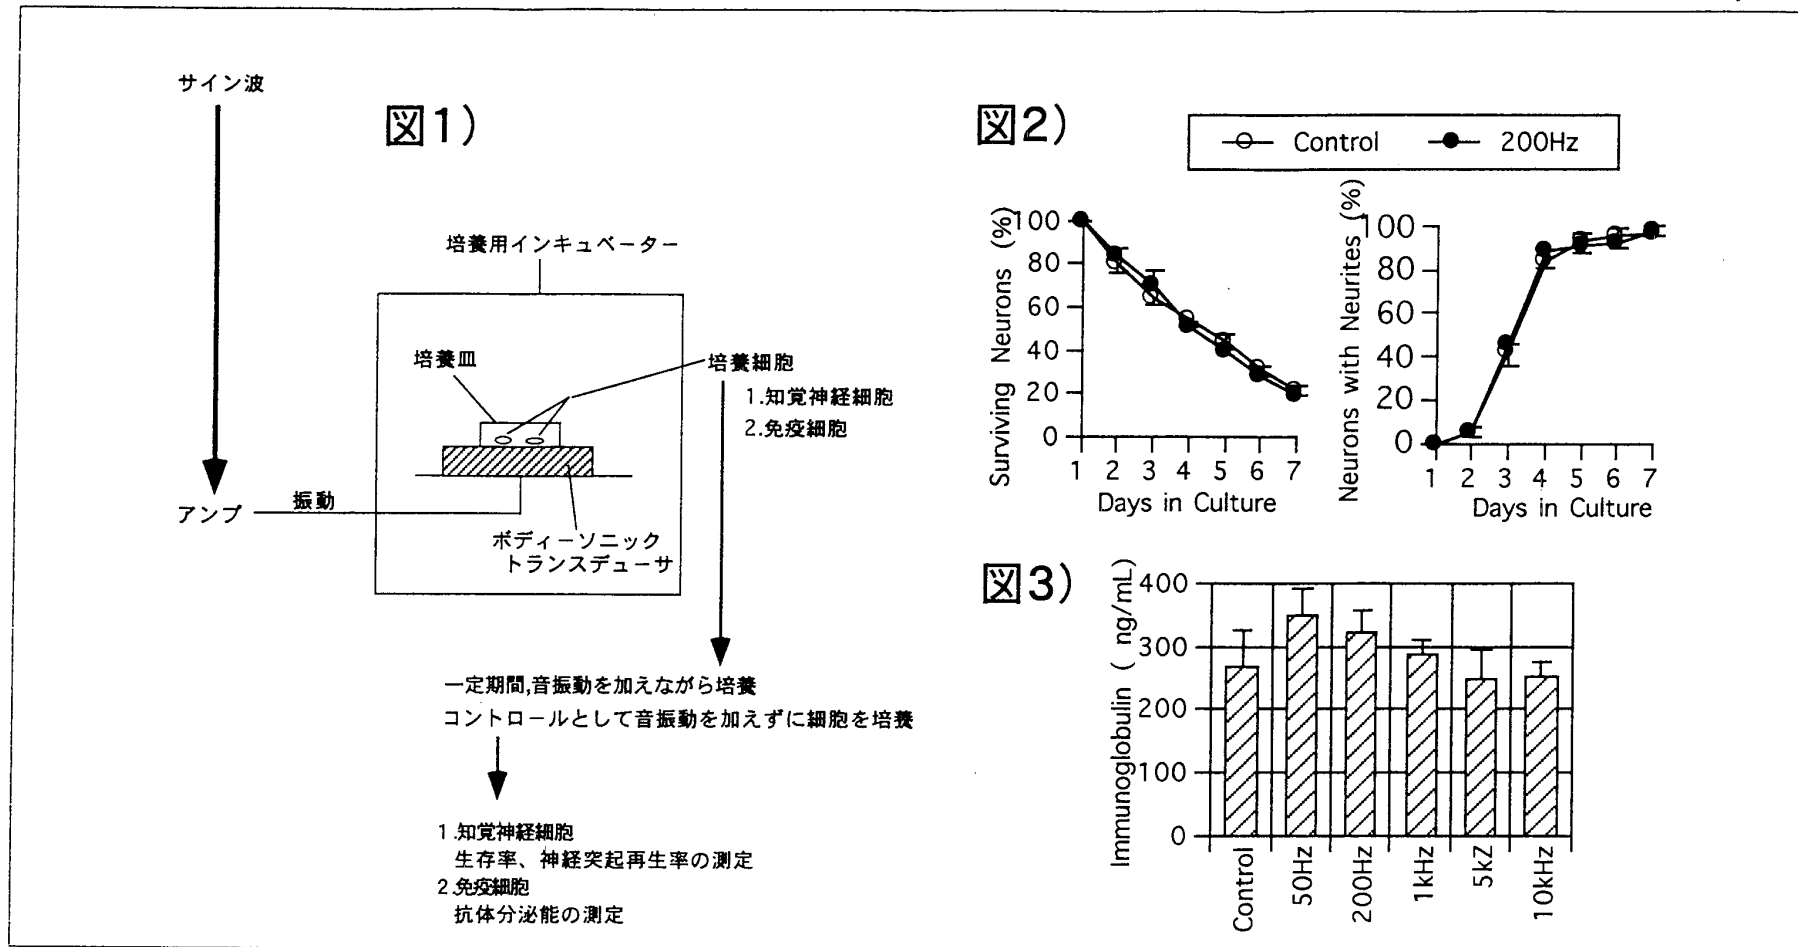 サイン波
図1)
培養用インキュベーター
培養皿
培養細胞
1.知覚神経細胞
2.免疫細胞
アンプ
振動
ボディーソニック
トランスデューサ
一定期間,音振動を加えながら培養
コントロールとして音振動を加えずに細胞を培養
1.知覚神経細胞
生存率、神経突起再生率の測定
2.免疫細胞
抗体分泌能の測定
図2)
Control 200Hz
Surviving Neurons (%)
100
80
60
40
20
0
1 2 3 4 5 6 7
Days in Culture
Neurons with Neurites (%)
100
80
60
40
20
0
1 2 3 4 5 6 7
Days in Culture
図3)
Immunoglobulin ( ng/mL)
400
300
200
100
0
Control
50Hz
200Hz
1kHz
5kZ
10kHz